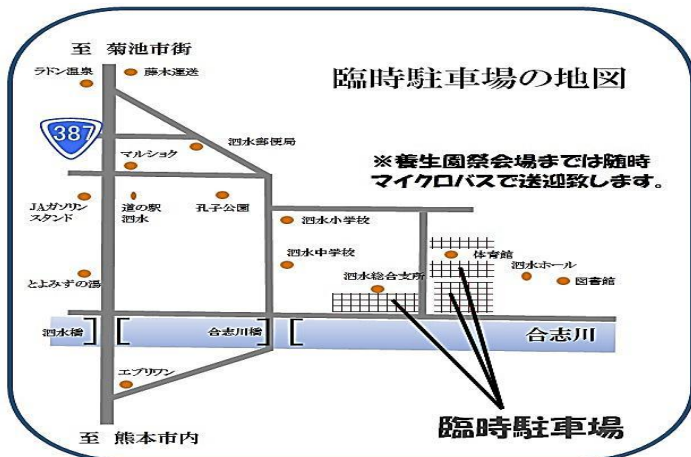 至 菊池市街
ラドン温泉
藤木運送
臨時駐車場の地図
387
泗水郵便局
マルショク
※養生園祭会場までは随時
マイクロバスで送迎致します。
JAガソリン
スタンド
道の駅
泗水
孔子公園
泗水小学校
泗水中学校
体育館
泗水ホール
とよみずの湯
泗水総合支所
図書館
泗水橋
合志川橋
合志川
エブリワン
臨時駐車場
至 熊本市内